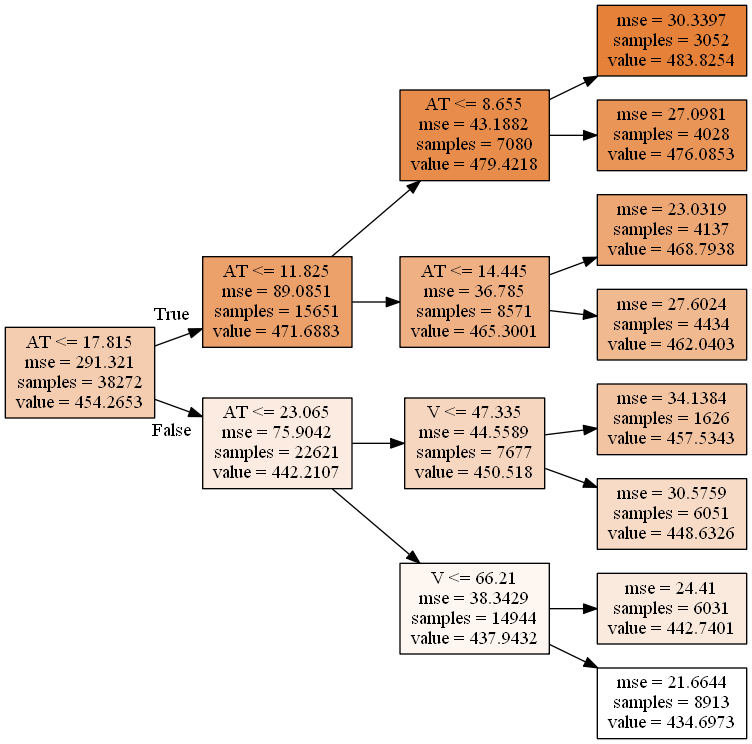 mse = 30.3397
samples = 3052
value = 483.8254
AT <= 8.655
mse = 43.1882
samples = 7080
value = 479.4218
mse = 27.0981
samples = 4028
value = 476.0853
mse = 23.0319
samples = 4137
value = 468.7938
AT <= 11.825
mse = 89.0851
samples = 15651
value = 471.6883
AT <= 14.445
mse = 36.785
samples = 8571
value = 465.3001
mse = 27.6024
samples = 4434
value = 462.0403
True
AT <= 17.815
mse = 291.321
samples = 38272
value = 454.2653
False
AT <= 23.065
mse = 75.9042
samples = 22621
value = 442.2107
V <= 47.335
mse = 44.5589
samples = 7677
value = 450.518
mse = 34.1384
samples = 1626
value = 457.5343
mse = 30.5759
samples = 6051
value = 448.6326
V <= 66.21
mse = 38.3429
samples = 14944
value = 437.9432
mse = 24.41
samples = 6031
value = 442.7401
mse = 21.6644
samples = 8913
value = 434.6973